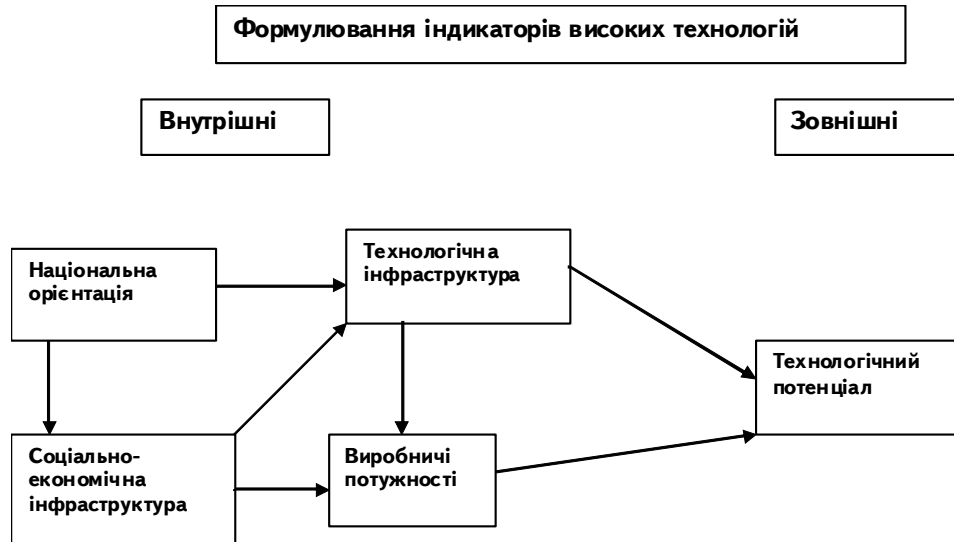 Формулювання індикаторів високих технологій
Внутрішні
Зовнішні
Національна
орієнтація
Технологічна
інфраструктура
Технологічний
потенціал
Соціально-
економічна
інфраструктура
Виробничі
потужності